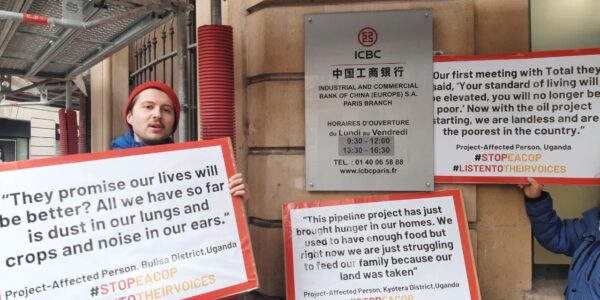 ICBC
中国工商银行
INDUSTRIAL AND COMMERCIAL
BANK OF CHINA (EUROPE) S.A.
PARIS BRANCH
HORAIRES D'OUVERTURE
du Lundi au Vendredi
9:30 - 12:00
13:30 - 16:30
TEL. : 01 40 06 58 88
www.icbcparis.fr
"They promise our lives will
be better? All we have so far
is dust in our lungs and
crops and noise in our ears."
Project-Affected Person, Bulisa District, Uganda
#STOPEACOP
#LISTENTOTHEIRVOICES
"This pipeline project has just
brought hunger in our homes. We
used to have enough food but
right now we are just struggling
to feed our family because our
land was taken"
Project-Affected Person, Kyotera District, Uganda
#STOPEACOP
Our first meeting with Total they
said, 'Your standard of living will
be elevated, you will no longer be
poor.' Now with the oil project
starting, we are landless and are
the poorest in the country."
Project-Affected Person, Uganda
#STOPEACOP
#LISTENTOTHEIRVOICES